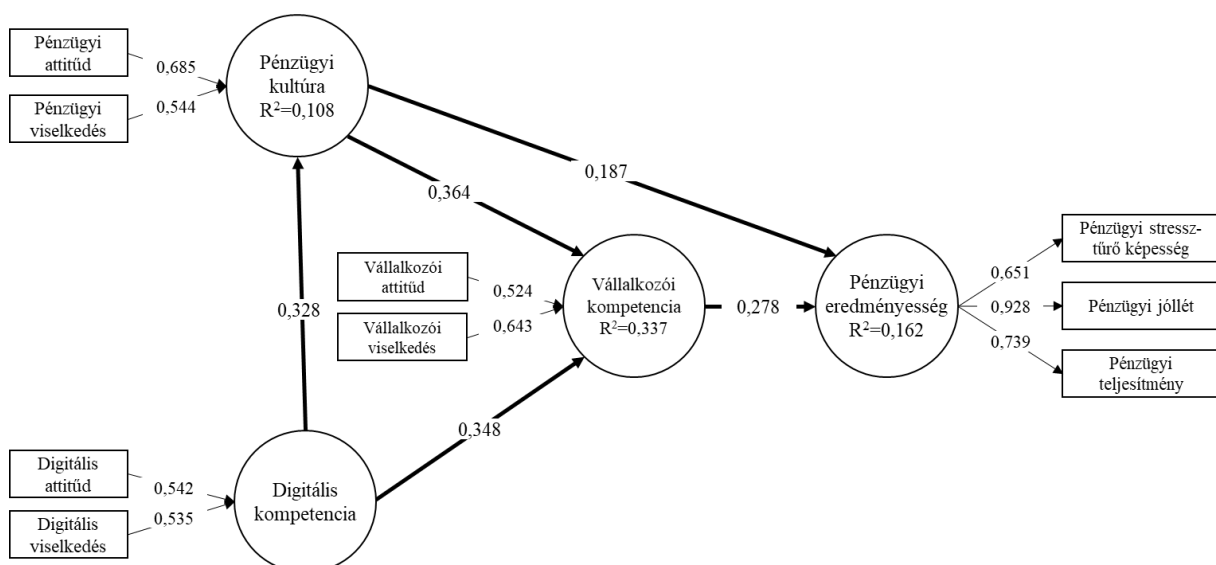 Pénzügyi
attitűd
0,685
Pénzügyi
viselkedés
0,544
Pénzügyi
kultúra
R²=0,108
0,187
0,364
0,328
Vállalkozói
attitűd
0,524
Vállalkozói
viselkedés
0,643
Vállalkozói
kompetencia
R²=0,337
0,278
Pénzügyi
eredményesség
R²=0,162
0,651
0,928
0,739
Pénzügyi stressz-
tűrő képesség
Pénzügyi jóllét
Pénzügyi
teljesítmény
0,348
Digitális
attitűd
0,542
Digitális
viselkedés
0,535
Digitális
kompetencia